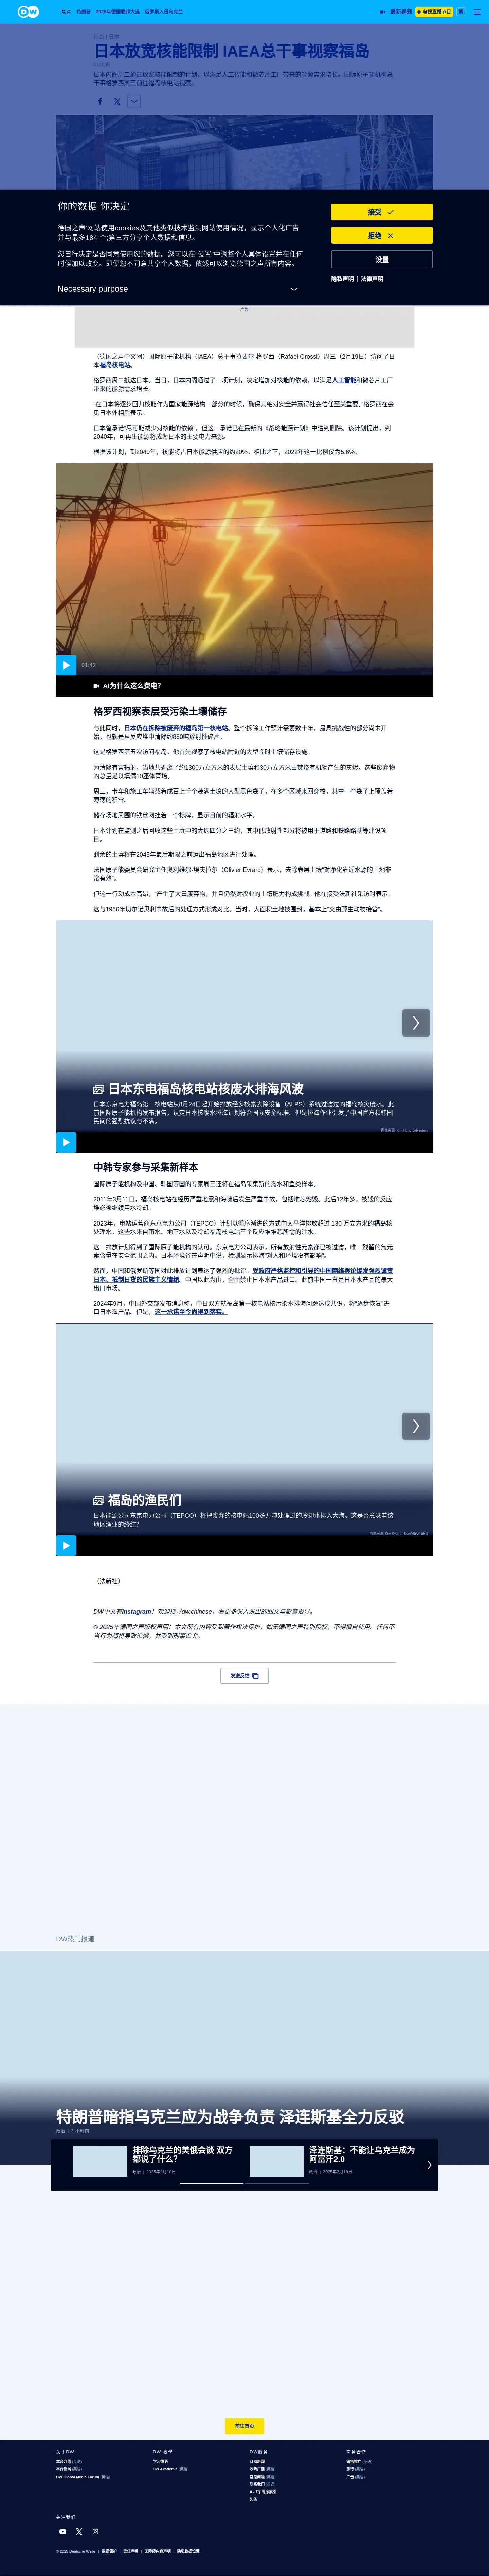 DW
焦点
特朗普
2025年德国联邦大选
俄罗斯入侵乌克兰
最新视频
电视直播节目
社会 | 日本
日本放宽核能限制 IAEA总干事视察福岛
日本内阁周二通过放宽核能限制的计划，以满足人工智能和微芯片工厂带来的能源需求增长。国际原子能机构总干事格罗西周三前往福岛核电站视察。
你的数据 你决定
德国之声'网站使用cookies及其他类似技术监测网站使用情况，显示个人化广告并与最多184 个;第三方分享个人数据和信息。
您自行决定是否同意使用您的数据。您可以在“设置”中调整个人具体设置并在任何时候加以改变。即便您不同意共享个人数据，依然可以浏览德国之声所有内容。
Necessary purpose
接受
拒绝
设置
隐私声明 | 法律声明
广告
（德国之声中文网）国际原子能机构（IAEA）总干事拉斐尔·格罗西（Rafael Grossi）周三（2月19日）访问了日本福岛核电站。
格罗西周二抵达日本。当日，日本内阁通过了一项计划，决定增加对核能的依赖，以满足人工智能和微芯片工厂带来的能源需求增长。
“在日本将逐步回归核能作为国家能源结构一部分的时候，确保其绝对安全并赢得社会信任至关重要。”格罗西在会见日本外相后表示。
日本曾承诺“尽可能减少对核能的依赖”，但这一承诺已在最新的《战略能源计划》中遭到删除。该计划提出，到2040年，可再生能源将成为日本的主要电力来源。
根据该计划，到2040年，核能将占日本能源供应的约20%。相比之下，2022年这一比例仅为5.6%。
01:42
AI为什么这么费电？
格罗西视察表层受污染土壤储存
与此同时，日本仍在拆除被废弃的福岛第一核电站。整个拆除工作预计需要数十年，最具挑战性的部分尚未开始，也就是从反应堆中清除约880吨放射性碎片。
这是格罗西第五次访问福岛。他首先视察了核电站附近的大型临时土壤储存设施。
为清除有害辐射，当地共剥离了约1300万立方米的表层土壤和30万立方米由焚烧有机物产生的灰烬。这些废弃物的总量足以填满10座体育场。
周三，卡车和施工车辆载着成百上千个装满土壤的大型黑色袋子，在多个区域来回穿梭，其中一些袋子上覆盖着薄薄的积雪。
储存场地周围的铁丝网挂着一个标牌，显示目前的辐射水平。
日本计划在监测之后回收这些土壤中的大约四分之三约，其中低放射性部分将被用于道路和铁路路基等建设项目。
剩余的土壤将在2045年最后期限之前运出福岛地区进行处理。
法国原子能委员会研究主任奥利维尔·埃夫拉尔（Olivier Evrard）表示，去除表层土壤“对净化靠近水源的土地非常有效”。
但这一行动成本高昂，“产生了大量废弃物，并且仍然对农业的土壤肥力构成挑战。”他在接受法新社采访时表示。
这与1986年切尔诺贝利事故后的处理方式形成对比。当时，大面积土地被围封，基本上“交由野生动物接管”。
日本东电福岛核电站核废水排海风波
日本东京电力福岛第一核电站从8月24日起开始排放经多核素去除设备（ALPS）系统过滤过的福岛核灾废水。此前国际原子能机构发布报告，认定日本核废水排海计划符合国际安全标准。但是排海作业引发了中国官方和韩国民间的强烈抗议与不满。
中韩专家参与采集新样本
国际原子能机构及中国、韩国等国的专家周三还将在福岛采集新的海水和鱼类样本。
2011年3月11日，福岛核电站在经历严重地震和海啸后发生严重事故，包括堆芯熔毁。此后12年多，被毁的反应堆必须继续用水冷却。
2023年，电站运营商东京电力公司（TEPCO）计划以循序渐进的方式向太平洋排放超过 130 万立方米的福岛核处理水。这些水来自雨水、地下水以及冷却福岛核电站三个反应堆堆芯所需的注水。
这一排放计划得到了国际原子能机构的认可。东京电力公司表示，所有放射性元素都已被过滤，唯一残留的氚元素含量在安全范围之内。日本环境省在声明中称，检测显示排海“对人和环境没有影响”。
然而，中国和俄罗斯等国对此排放计划表达了强烈的批评。受政府严格监控和引导的中国网络舆论爆发强烈谴责日本、抵制日货的民族主义情绪。中国以此为由，全面禁止日本水产品进口。此前中国一直是日本水产品的最大出口市场。
2024年9月，中国外交部发布消息称，中日双方就福岛第一核电站核污染水排海问题达成共识，将“逐步恢复”进口日本海产品。但是，这一承诺至今尚得到落实。
福岛的渔民们
日本能源公司东京电力公司（TEPCO）将把废弃的核电站100多万吨处理过的冷却水排入大海。这是否意味着该地区渔业的终结？
（法新社）
DW中文有Instagram！欢迎搜寻dw.chinese，看更多深入浅出的图文与影音报导。
© 2025年德国之声版权声明：本文所有内容受到著作权法保护，如无德国之声特别授权，不得擅自使用。任何不当行为都将导致追偿，并受到刑事追究。
发送反馈
DW热门报道
特朗普暗指乌克兰应为战争负责 泽连斯基全力反驳
政治 | 3 小时前
排除乌克兰的美俄会谈 双方都说了什么？
政治 | 2025年2月18日
泽连斯基：不能让乌克兰成为阿富汗2.0
政治 | 2025年2月18日
前往首页
关于DW
本台介绍 (英语)
本台新闻 (英语)
DW Global Media Forum (英语)
DW 教学
学习德语
DW Akademie (英语)
DW服务
订阅新闻
收听广播 (英语)
常见问题 (英语)
联系我们 (英语)
A - Z字母序索引
头条
商务合作
销售推广 (英语)
旅行 (英语)
广告 (英语)
关注我们
© 2025 Deutsche Welle | 数据保护 | 责任声明 | 无障碍内容声明 | 隐私数据设置